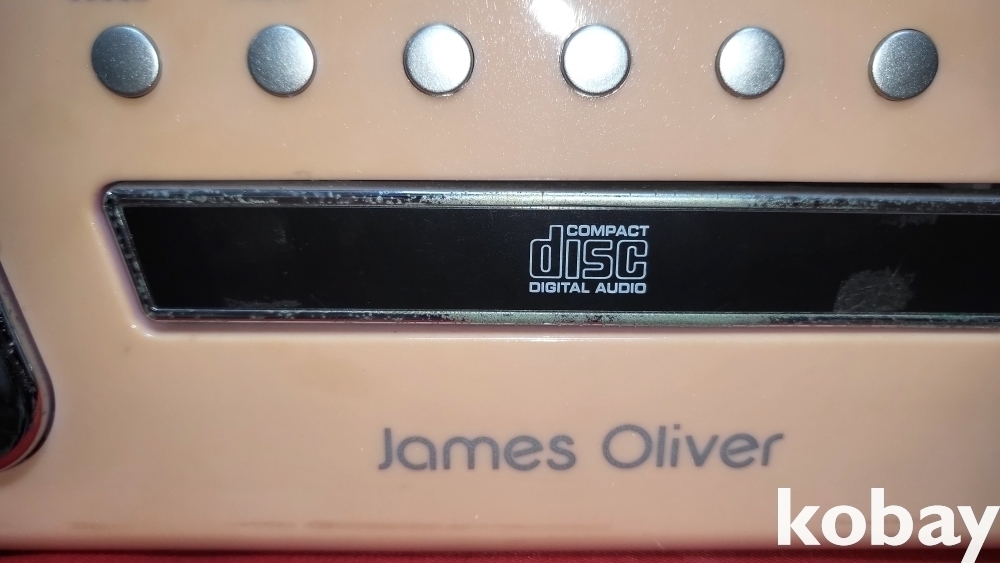 COMPACT
disc
DIGITAL AUDIO
James Oliver
kobay